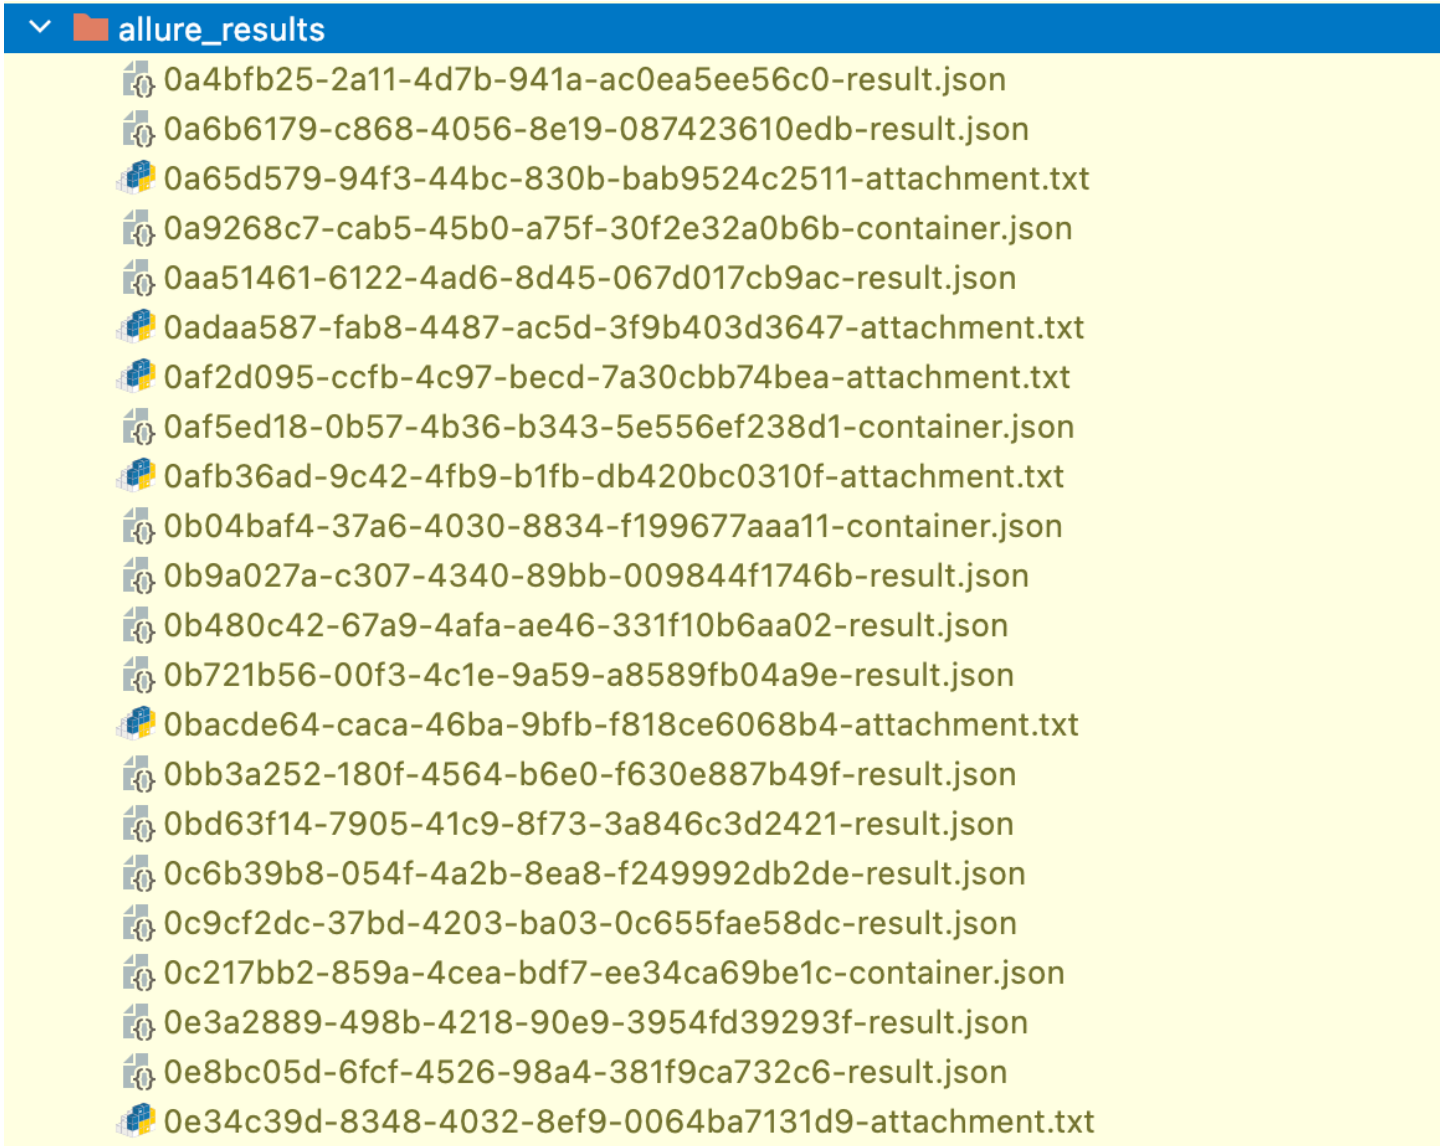 allure_results
0a4bfb25-2a11-4d7b-941a-ac0ea5ee56c0-result.json
0a6b6179-c868-4056-8e19-087423610edb-result.json
0a65d579-94f3-44bc-830b-bab9524c2511-attachment.txt
0a9268c7-cab5-45b0-a75f-30f2e32a0b6b-container.json
0aa51461-6122-4ad6-8d45-067d017cb9ac-result.json
0adaa587-fab8-4487-ac5d-3f9b403d3647-attachment.txt
0af2d095-ccfb-4c97-becd-7a30cbb74bea-attachment.txt
0af5ed18-0b57-4b36-b343-5e556ef238d1-container.json
0afb36ad-9c42-4fb9-b1fb-db420bc0310f-attachment.txt
0b04baf4-37a6-4030-8834-f199677aaa11-container.json
0b9a027a-c307-4340-89bb-009844f1746b-result.json
0b480c42-67a9-4afa-ae46-331f10b6aa02-result.json
0b721b56-00f3-4c1e-9a59-a8589fb04a9e-result.json
0bacde64-caca-46ba-9bfb-f818ce6068b4-attachment.txt
0bb3a252-180f-4564-b6e0-f630e887b49f-result.json
0bd63f14-7905-41c9-8f73-3a846c3d2421-result.json
0c6b39b8-054f-4a2b-8ea8-f249992db2de-result.json
0c9cf2dc-37bd-4203-ba03-0c655fae58dc-result.json
0c217bb2-859a-4cea-bdf7-ee34ca69be1c-container.json
0e3a2889-498b-4218-90e9-3954fd39293f-result.json
0e8bc05d-6fcf-4526-98a4-381f9ca732c6-result.json
0e34c39d-8348-4032-8ef9-0064ba7131d9-attachment.txt